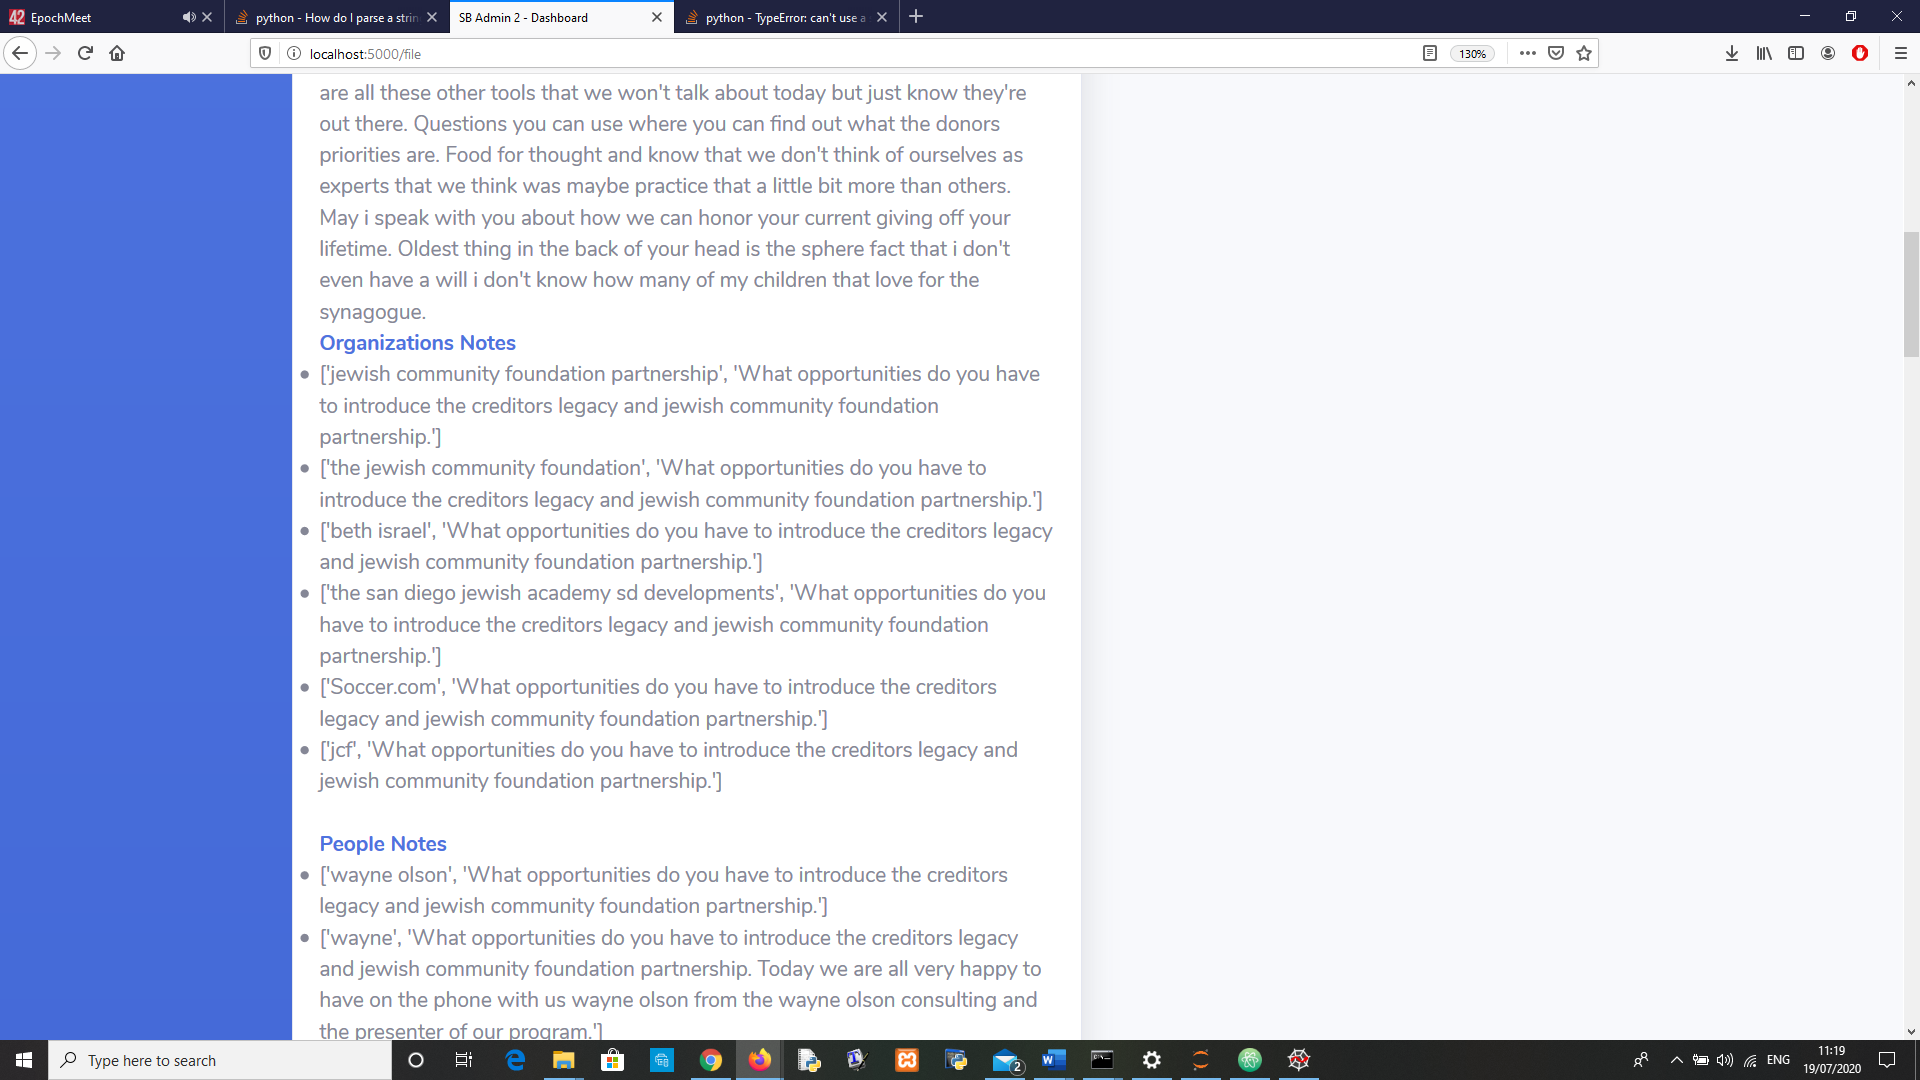 EpochMeet
python - How do I parse a strin
SB Admin 2 - Dashboard
python - TypeError: can't use a
localhost:5000/file
130%
are all these other tools that we won't talk about today but just know they're
out there. Questions you can use where you can find out what the donors
priorities are. Food for thought and know that we don't think of ourselves as
experts that we think was maybe practice that a little bit more than others.
May i speak with you about how we can honor your current giving off your
lifetime. Oldest thing in the back of your head is the sphere fact that i don't
even have a will i don't know how many of my children that love for the
synagogue.
Organizations Notes
['jewish community foundation partnership', 'What opportunities do you have
to introduce the creditors legacy and jewish community foundation
partnership.']
['the jewish community foundation', 'What opportunities do you have to
introduce the creditors legacy and jewish community foundation partnership.']
['beth israel', 'What opportunities do you have to introduce the creditors legacy
and jewish community foundation partnership.']
['the san diego jewish academy sd developments', 'What opportunities do you
have to introduce the creditors legacy and jewish community foundation
partnership.']
['Soccer.com', 'What opportunities do you have to introduce the creditors
legacy and jewish community foundation partnership.']
['jcf', 'What opportunities do you have to introduce the creditors legacy and
jewish community foundation partnership.']
People Notes
['wayne olson', 'What opportunities do you have to introduce the creditors
legacy and jewish community foundation partnership.']
['wayne', 'What opportunities do you have to introduce the creditors legacy
and jewish community foundation partnership. Today we are all very happy to
have on the phone with us wayne olson from the wayne olson consulting and
the presenter of our program.']
Type here to search
2
ENG
11:19
19/07/2020